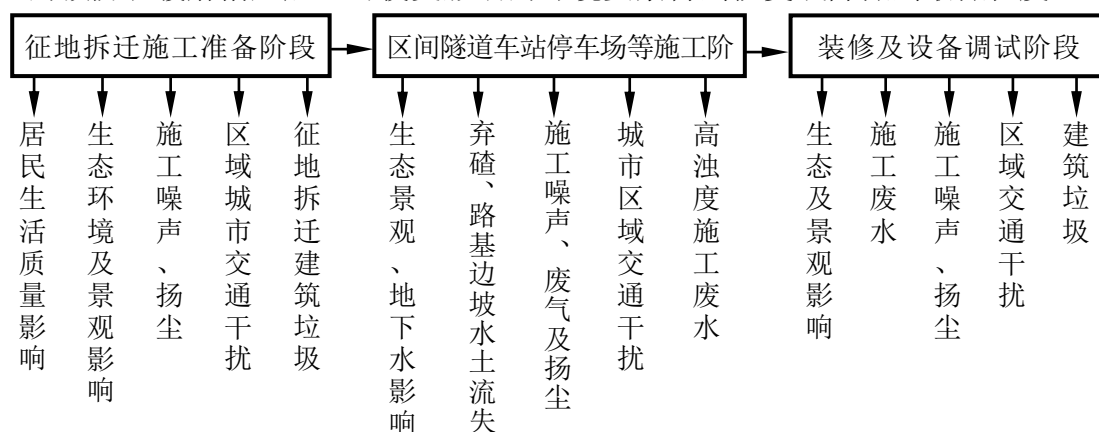 征地拆迁施工准备阶段
区间隧道车站停车场等施工阶
装修及设备调试阶段
居民生活质量影响
生态环境及景观影响
施工噪声、扬尘
区域城市交通干扰
征地拆迁建筑垃圾
生态景观、地下水影响
弃碴、路基边坡水土流失
施工噪声、废气及扬尘
城市区域交通干扰
高浊度施工废水
生态及景观影响
施工废水
施工噪声、扬尘
区域交通干扰
建筑垃圾